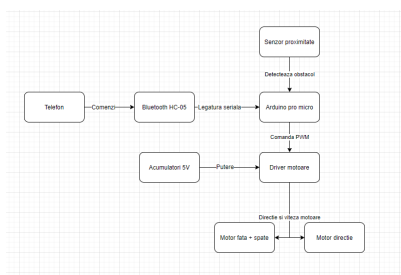 Senzor proximitate
Detecteaza obstacol
Telefon
Comenzi
Bluetooth HC-05
Legatura seriala
Arduino pro micro
Comanda PWM
Acumulatori 5V
Putere
Driver motoare
Directie si viteza motoare
Motor fata + spate
Motor directie